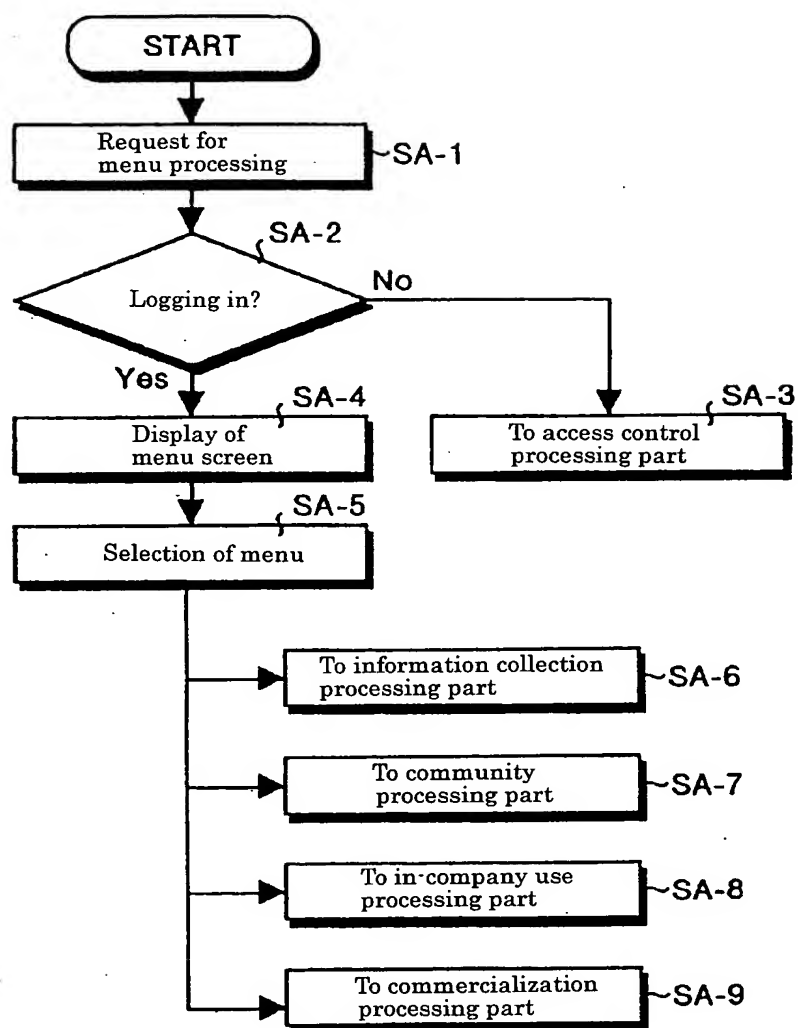 START
Request for
menu processing
SA-1
SA-2
Logging in?
No
Yes
SA-4
Display of
menu screen
SA-3
To access control
processing part
SA-5
Selection of menu
To information collection
processing part
SA-6
To community
processing part
SA-7
To in-company use
processing part
SA-8
To commercialization
processing part
SA-9